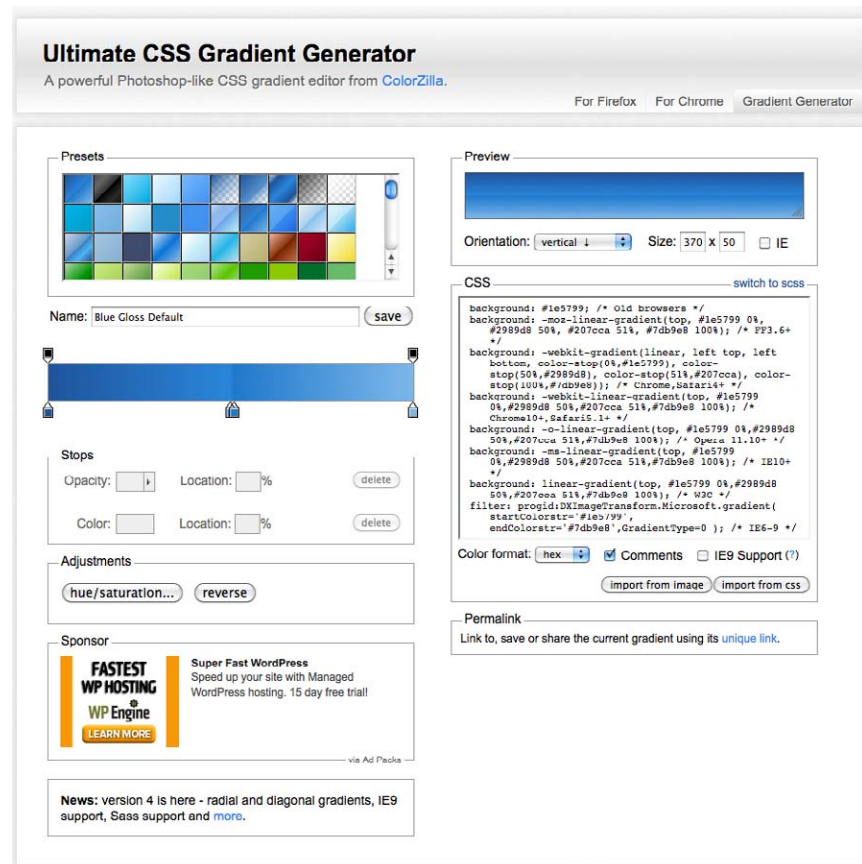 Ultimate CSS Gradient Generator
A powerful Photoshop-like CSS gradient editor from ColorZilla.
For Firefox For Chrome Gradient Generator
Presets
Name: Blue Gloss Default save
Stops
Opacity: Location: % delete
Color: Location: % delete
Adjustments
hue/saturation... reverse
Sponsor
FASTEST
WP HOSTING
WP Engine
LEARN MORE
Super Fast WordPress
Speed up your site with Managed
WordPress hosting. 15 day free trial!
via Ad Packs
News: version 4 is here - radial and diagonal gradients, IE9
support, Sass support and more.
Preview
Orientation: vertical ↓ Size: 370 x 50 IE
CSS switch to scss
background: #1e5799; /* Old browsers */
background: -moz-linear-gradient(top, #1e5799 0%,
#2989d8 50%, #207cca 51%, #7db9e8 100%); /* FF3.6+
*/
background: -webkit-gradient(linear, left top, left
bottom, color-stop(0%,#1e5799), color-
stop(50%,#2989d8), color-stop(51%,#207cca), color-
stop(100%,#7db9e8)); /* Chrome,Safari4+ */
background: -webkit-linear-gradient(top, #1e5799
0%,#2989d8 50%,#207cca 51%,#7db9e8 100%); /*
Chrome10+,Safari5.1+ */
background: -o-linear-gradient(top, #1e5799 0%,#2989d8
50%,#207cca 51%,#7db9e8 100%); /* Opera 11.10+ */
background: -ms-linear-gradient(top, #1e5799
0%,#2989d8 50%,#207cca 51%,#7db9e8 100%); /* IE10+
*/
background: linear-gradient(top, #1e5799 0%,#2989d8
50%,#207cca 51%,#7db9e8 100%); /* W3C */
filter: progid:DXImageTransform.Microsoft.gradient(
startColorstr='#1e5799',
endColorstr='#7db9e8',GradientType=0 ); /* IE6-9 */
Color format: hex Comments IE9 Support (?)
import from image import from css
Permalink
Link to, save or share the current gradient using its unique link.